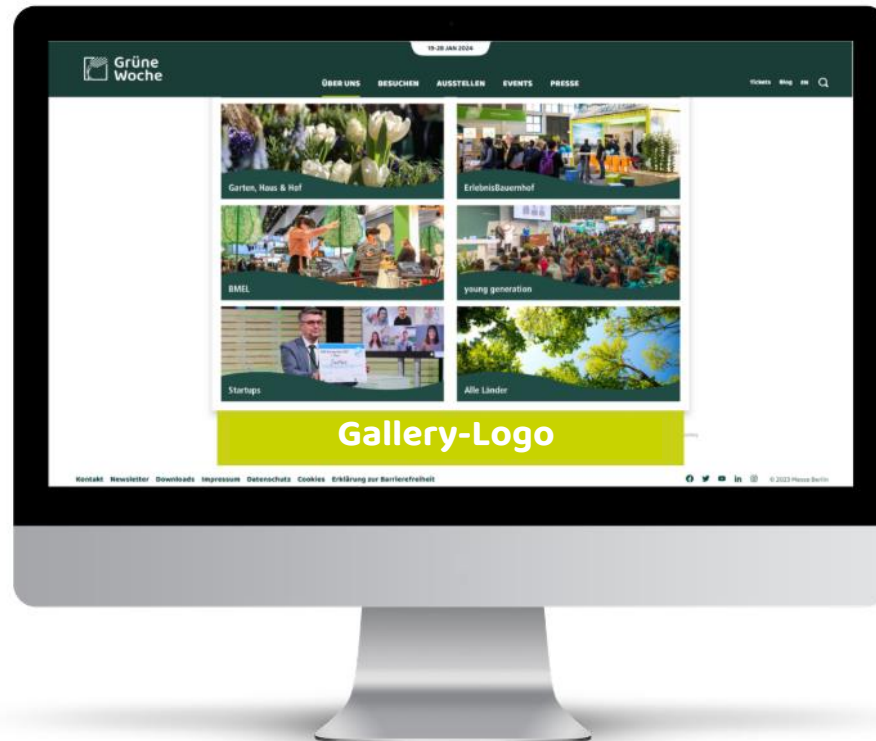 19-28 JAN 2024
Grüne
Woche
ÜBER UNS BESUCHEN AUSSTELLEN EVENTS PRESSE
Tickets Blog EN
Garten, Haus & Hof
ErlebnisBauernhof
BMEL
young generation
Startups
Alle Länder
Gallery-Logo
Kontakt Newsletter Downloads Impressum Datenschutz Cookies Erklärung zur Barrierefreiheit
© 2023 Messe Berlin